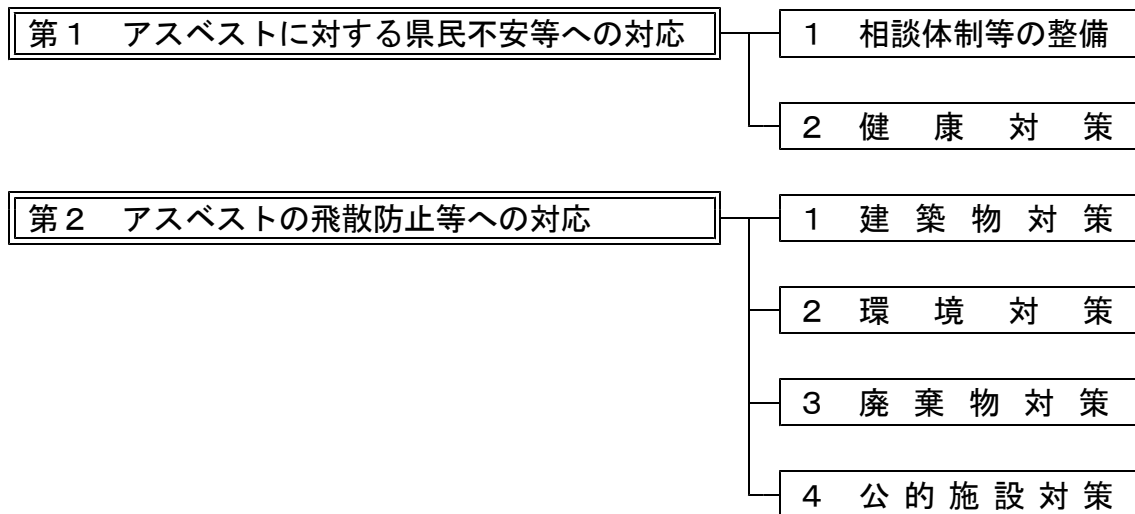 第1 アスベストに対する県民不安等への対応
1 相談体制等の整備
2 健康対策
第2 アスベストの飛散防止等への対応
1 建築物対策
2 環境対策
3 廃棄物対策
4 公的施設対策